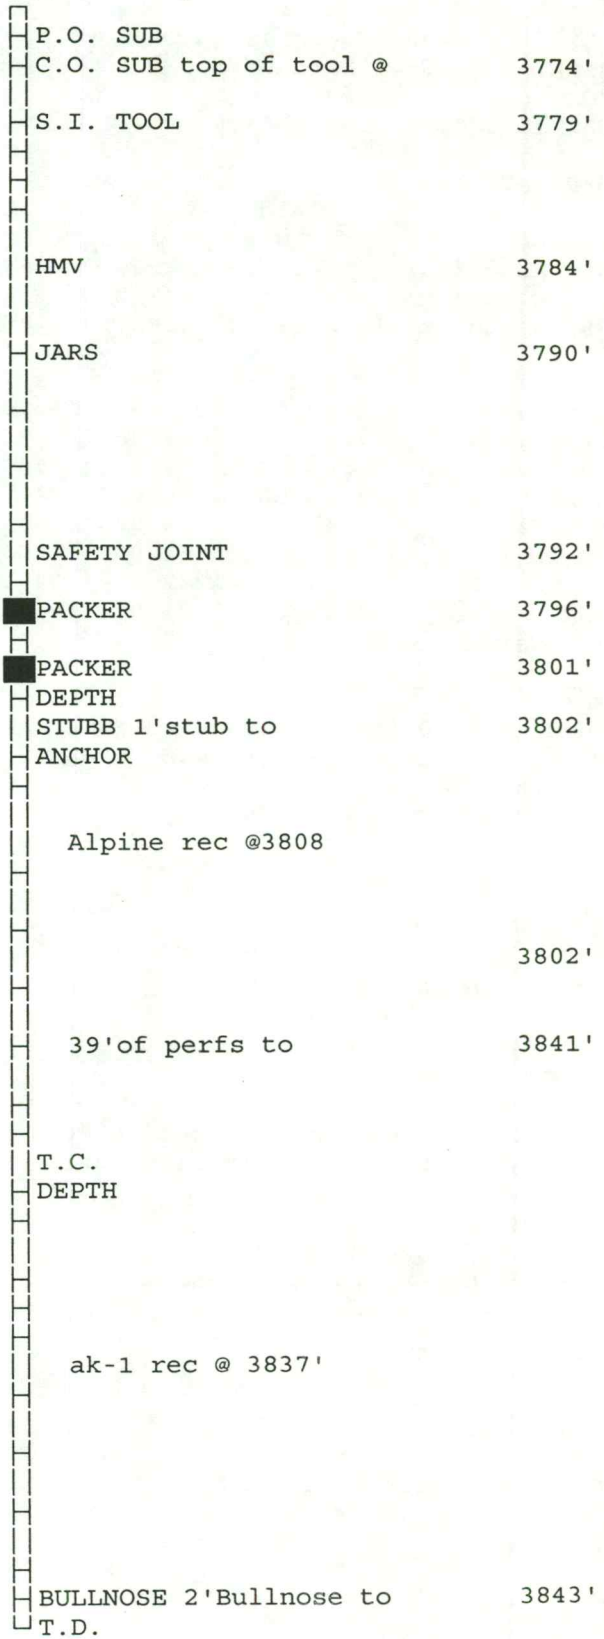 P.O. SUB
C.O. SUB top of tool @ 3774'
S.I. TOOL 3779'
HMV 3784'
JARS 3790'
SAFETY JOINT 3792'
PACKER 3796'
PACKER 3801'
DEPTH
STUBB 1'stub to 3802'
ANCHOR
Alpine rec @3808
3802'
39'of perfs to 3841'
T.C.
DEPTH
ak-1 rec @ 3837'
BULLNOSE 2'Bullnose to 3843'
T.D.